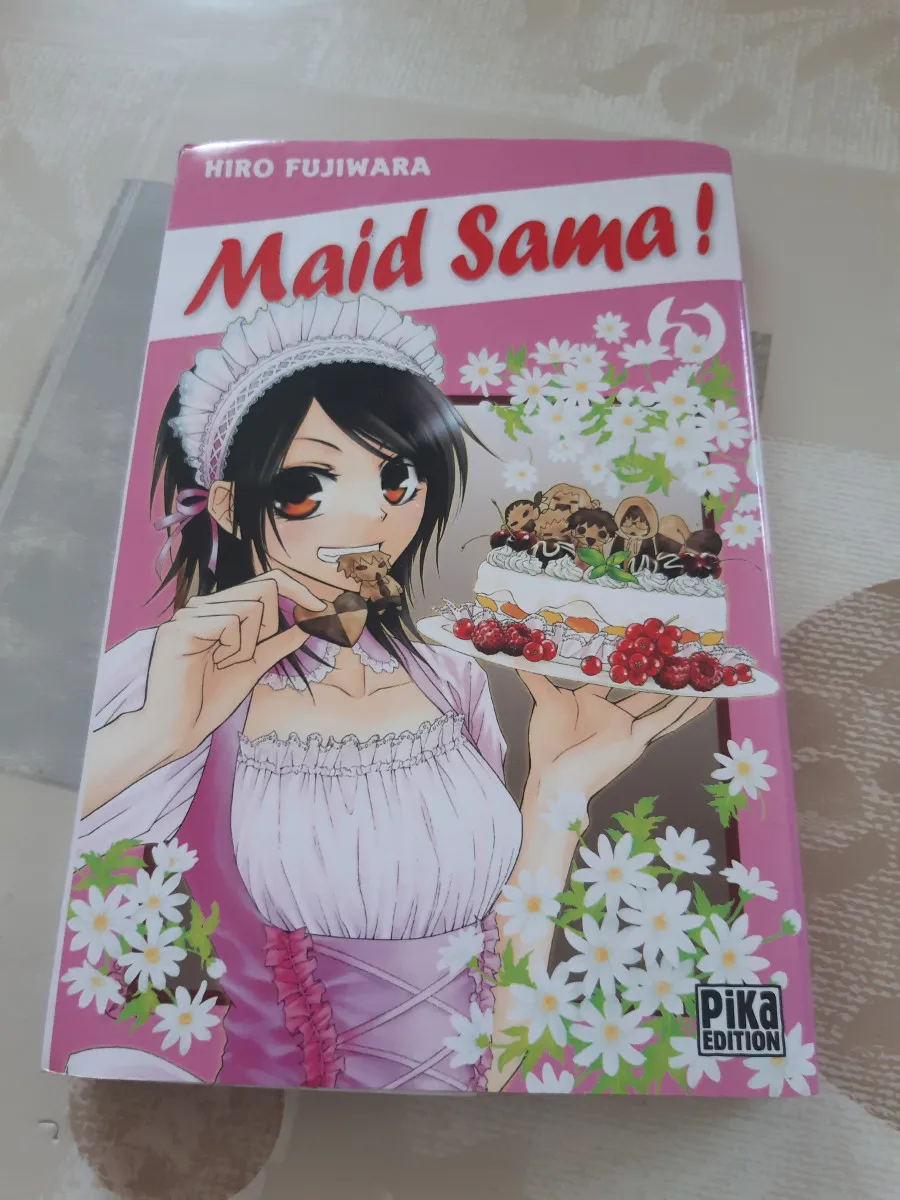 HIRO FUJIWARA
Maid Sama !
PiKa
EDITION